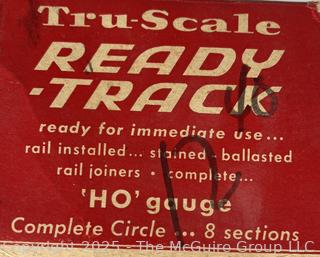 Tru-Scale
READY
-TRACK
ready for immediate use...
rail installed... stained - ballasted
rail joiners • complete...
'HO' gauge
Complete Circle ... 8 sections
Copyright 2025 - The McGuire Group LLC